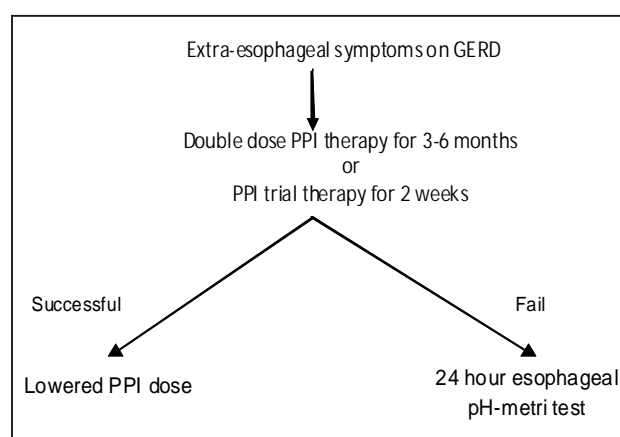 Extra-esophageal symptoms on GERD
Double dose PPI therapy for 3-6 months
or
PPI trial therapy for 2 weeks
Successful
Fail
Lowered PPI dose
24 hour esophageal
pH-metri test